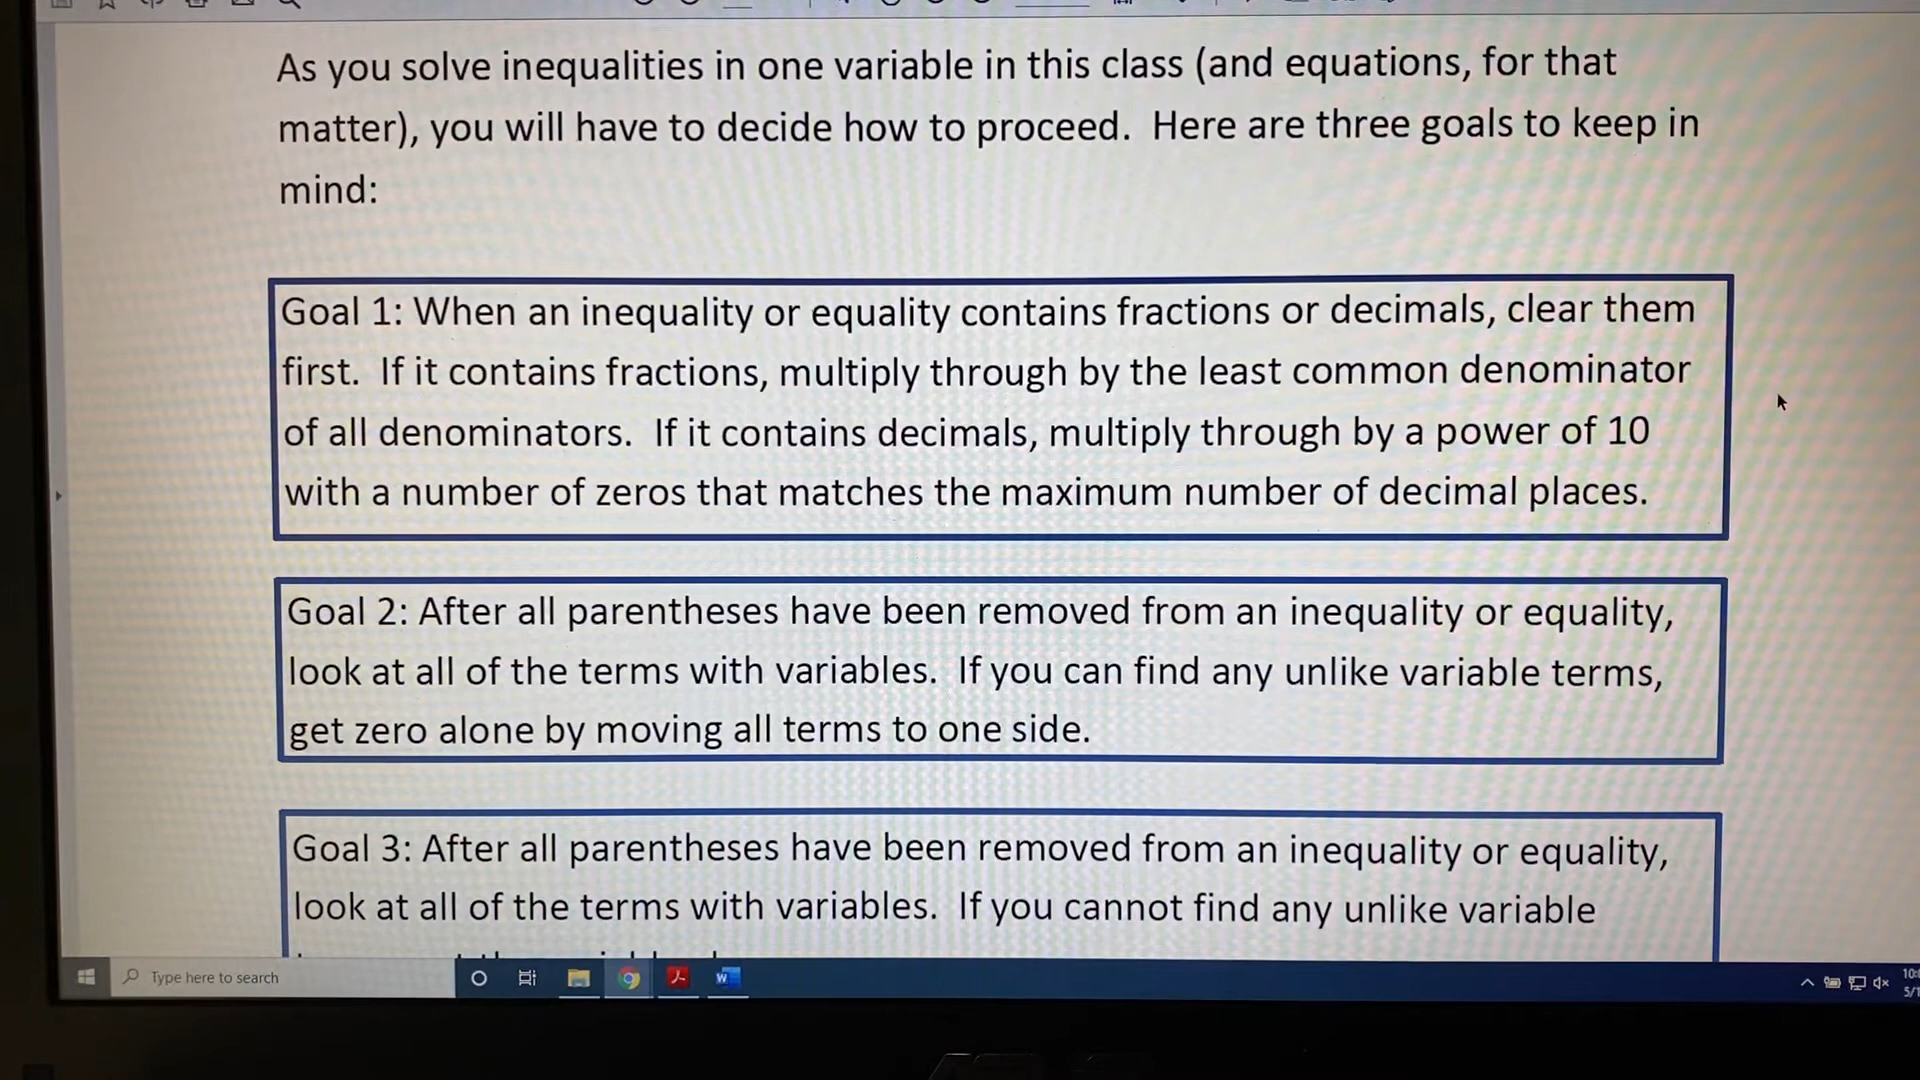 As you solve inequalities in one variable in this class (and equations, for that
matter), you will have to decide how to proceed. Here are three goals to keep in
mind:
Goal 1: When an inequality or equality contains fractions or decimals, clear them
first. If it contains fractions, multiply through by the least common denominator
of all denominators. If it contains decimals, multiply through by a power of 10
with a number of zeros that matches the maximum number of decimal places.
Goal 2: After all parentheses have been removed from an inequality or equality,
look at all of the terms with variables. If you can find any unlike variable terms,
get zero alone by moving all terms to one side.
Goal 3: After all parentheses have been removed from an inequality or equality,
look at all of the terms with variables. If you cannot find any unlike variable
Type here to search